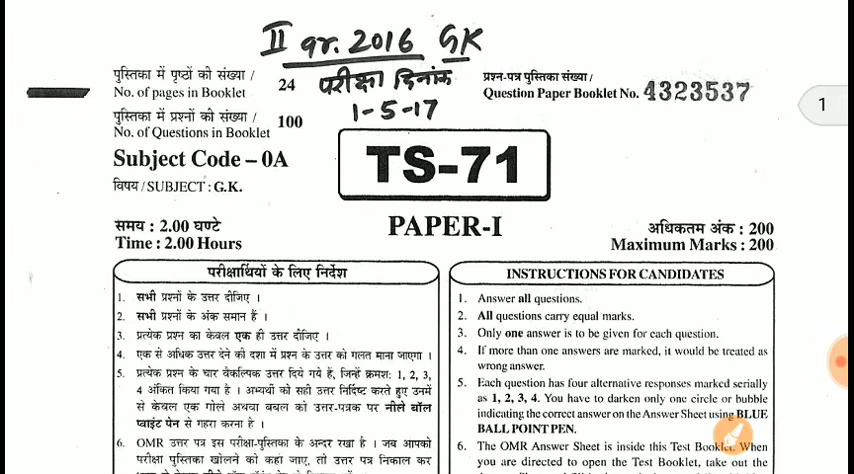 II gr. 2016 GK
पुस्तिका में पृष्ठों की संख्या /
No. of pages in Booklet 24
परीक्षा दिनांक
1-5-17
प्रश्न-पत्र पुस्तिका संख्या /
Question Paper Booklet No. 4323537
1
पुस्तिका में प्रश्नों की संख्या /
No. of Questions in Booklet 100
Subject Code – 0A
विषय / SUBJECT : G.K.
TS-71
समय : 2.00 घण्टे
Time : 2.00 Hours
PAPER-I
अधिकतम अंक : 200
Maximum Marks : 200
परीक्षार्थियों के लिए निर्देश
1. सभी प्रश्नों के उत्तर दीजिए ।
2. सभी प्रश्नों के अंक समान हैं ।
3. प्रत्येक प्रश्न का केवल एक ही उत्तर दीजिए ।
4. एक से अधिक उत्तर देने की दशा में प्रश्न के उत्तर को गलत माना जाएगा ।
5. प्रत्येक प्रश्न के चार वैकल्पिक उत्तर दिये गये हैं, जिन्हें क्रमश: 1, 2, 3,
4 अंकित किया गया है । अभ्यर्थी को सही उत्तर निर्दिष्ट करते हुए उनमें
से केवल एक गोले अथवा बबल को उत्तर-पत्रक पर नीले बॉल
प्वाइंट पेन से गहरा करना है ।
6. OMR उत्तर पत्र इस परीक्षा-पुस्तिका के अन्दर रखा है । जब आपको
परीक्षा पुस्तिका खोलने को कहा जाए, तो उत्तर पत्र निकाल कर
INSTRUCTIONS FOR CANDIDATES
1. Answer all questions.
2. All questions carry equal marks.
3. Only one answer is to be given for each question.
4. If more than one answers are marked, it would be treated as
wrong answer.
5. Each question has four alternative responses marked serially
as 1, 2, 3, 4. You have to darken only one circle or bubble
indicating the correct answer on the Answer Sheet using BLUE
BALL POINT PEN.
6. The OMR Answer Sheet is inside this Test Booklet. When
you are directed to open the Test Booklet, take out the